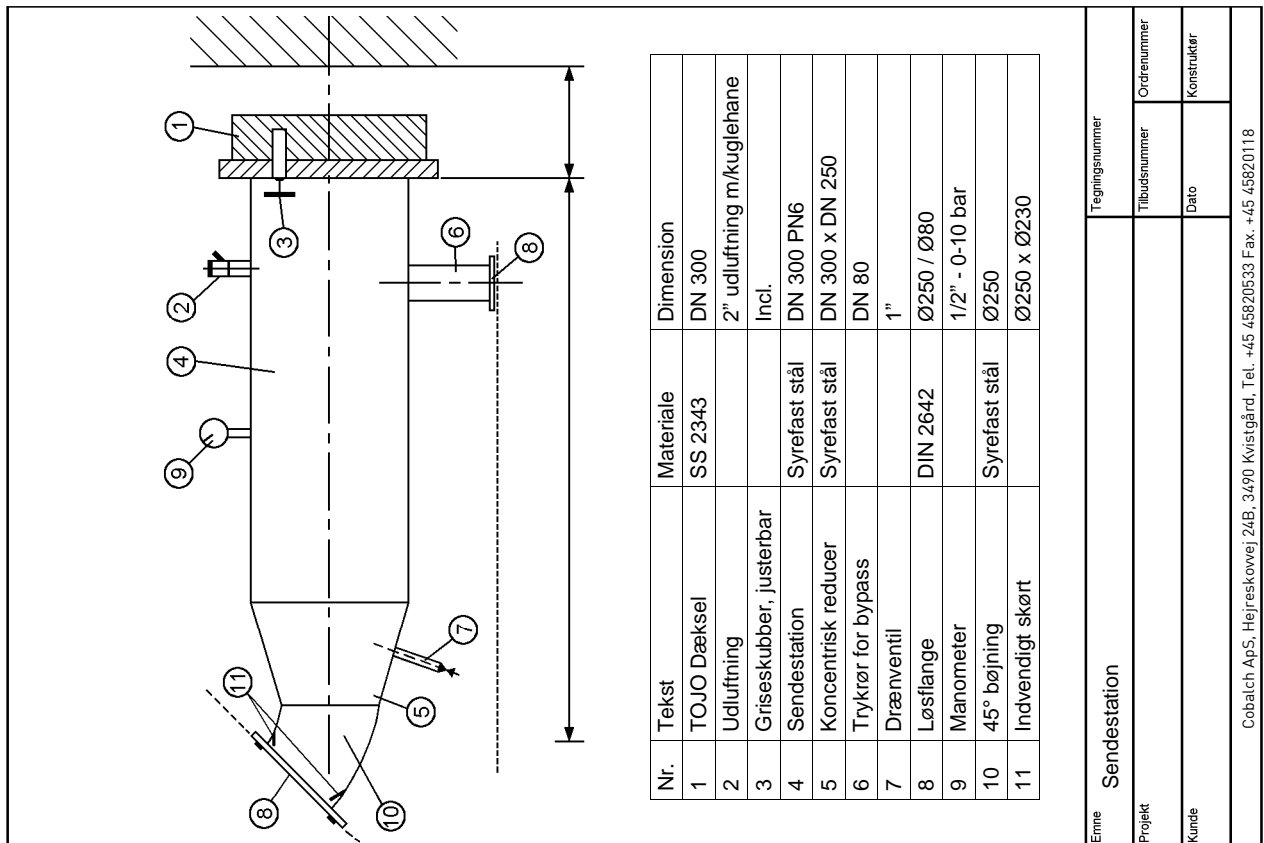 1
2
3
4
5
6
7
8
8
9
10
11
Nr. Tekst Materiale Dimension
1 TOJO Dæksel SS 2343 DN 300
2 Udluftning 2” udluftning m/kuglehane
3 Griseskubber, justerbar Incl.
4 Sendestation Syrefast stål DN 300 PN6
5 Koncentrisk reducer Syrefast stål DN 300 x DN 250
6 Trykrør for bypass DN 80
7 Drænventil 1”
8 Løsflange DIN 2642 Ø250 / Ø80
9 Manometer 1/2” - 0-10 bar
10 45° bøjning Syrefast stål Ø250
11 Indvendigt skørt Ø250 x Ø230
Emne Tegningsnummer
Sendestation
Projekt Tilbudsnummer Ordrenummer
Kunde Dato Konstruktør
Cobalch ApS, Hejreskovvej 24B, 3490 Kvistgård, Tel. +45 45820533 Fax. +45 45820118